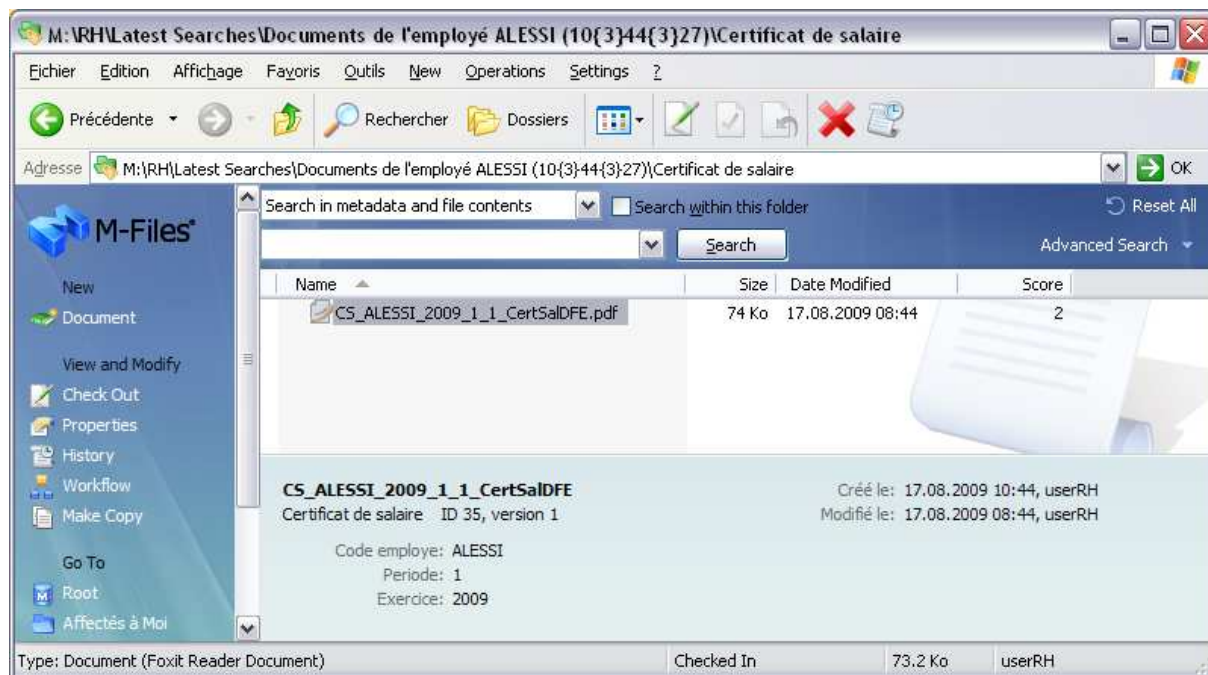 M:\RH\Latest Searches\Documents de l'employé ALESSI (10{3}44{3}27)\Certificat de salaire
Fichier Edition Affichage Favoris Outils New Operations Settings ?
Précédente Rechercher Dossiers
Adresse M:\RH\Latest Searches\Documents de l'employé ALESSI (10{3}44{3}27)\Certificat de salaire OK
M-Files
Search in metadata and file contents Search within this folder Reset All
Search Advanced Search
New
Document
View and Modify
Check Out
Properties
History
Workflow
Make Copy
Go To
Root
Affectés à Moi
Name Size Date Modified Score
CS_ALESSI_2009_1_1_CertSalDFE.pdf 74 Ko 17.08.2009 08:44 2
CS_ALESSI_2009_1_1_CertSalDFE Créé le: 17.08.2009 10:44, userRH
Certificat de salaire ID 35, version 1 Modifié le: 17.08.2009 08:44, userRH
Code employe: ALESSI
Periode: 1
Exercice: 2009
Type: Document (Foxit Reader Document) Checked In 73.2 Ko userRH